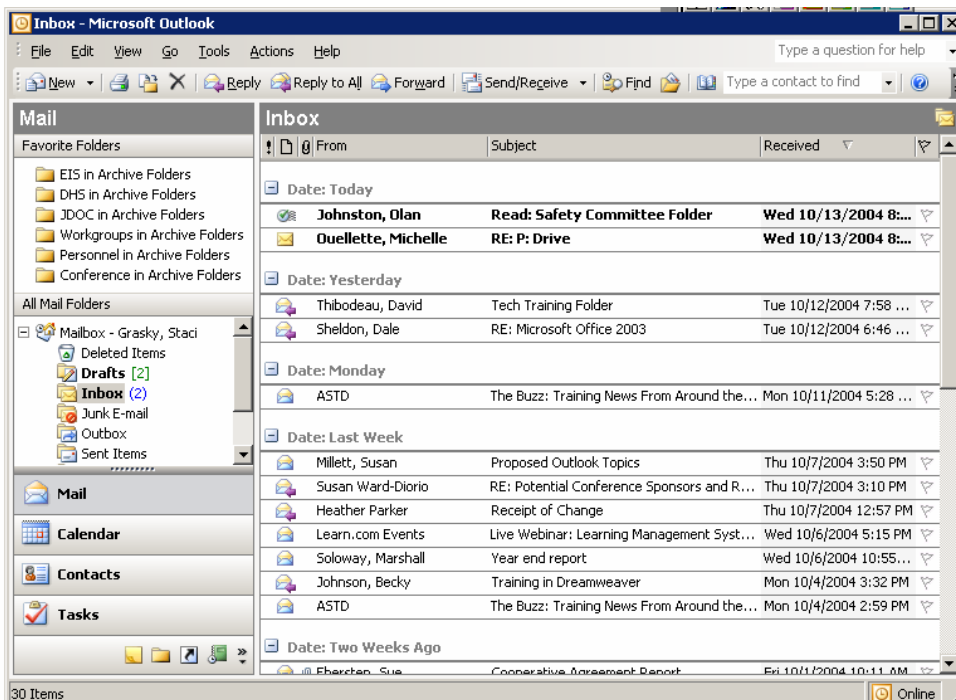 Inbox - Microsoft Outlook
File Edit View Go Tools Actions Help Type a question for help
New Reply Reply to All Forward Send/Receive Find Type a contact to find
Mail
Favorite Folders
EIS in Archive Folders
DHS in Archive Folders
JDOC in Archive Folders
Workgroups in Archive Folders
Personnel in Archive Folders
Conference in Archive Folders
All Mail Folders
Mailbox - Grasky, Staci
Deleted Items
Drafts [2]
Inbox (2)
Junk E-mail
Outbox
Sent Items
Mail
Calendar
Contacts
Tasks
Inbox
From Subject Received
Date: Today
Johnston, Olan Read: Safety Committee Folder Wed 10/13/2004 8:...
Ouellette, Michelle RE: P: Drive Wed 10/13/2004 8:...
Date: Yesterday
Thibodeau, David Tech Training Folder Tue 10/12/2004 7:58 ...
Sheldon, Dale RE: Microsoft Office 2003 Tue 10/12/2004 6:46 ...
Date: Monday
ASTD The Buzz: Training News From Around the... Mon 10/11/2004 5:28 ...
Date: Last Week
Millett, Susan Proposed Outlook Topics Thu 10/7/2004 3:50 PM
Susan Ward-Diorio RE: Potential Conference Sponsors and R... Thu 10/7/2004 3:10 PM
Heather Parker Receipt of Change Thu 10/7/2004 12:57 PM
Learn.com Events Live Webinar: Learning Management Syst... Wed 10/6/2004 5:15 PM
Soloway, Marshall Year end report Wed 10/6/2004 10:55...
Johnson, Becky Training in Dreamweaver Mon 10/4/2004 3:32 PM
ASTD The Buzz: Training News From Around the... Mon 10/4/2004 2:59 PM
Date: Two Weeks Ago
Ebersten, Sue Cooperative Agreement Report Fri 10/1/2004 10:11 AM
30 Items Online